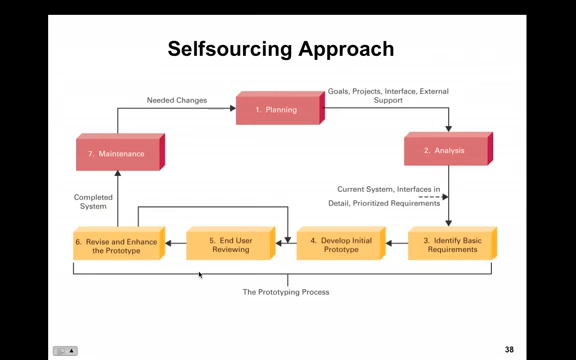 Selfsourcing Approach
Needed Changes
1. Planning
Goals, Projects, Interface, External
Support
7. Maintenance
2. Analysis
Current System, Interfaces in
Detail, Prioritized Requirements
Completed
System
6. Revise and Enhance
the Prototype
5. End User
Reviewing
4. Develop Initial
Prototype
3. Identify Basic
Requirements
The Prototyping Process
38